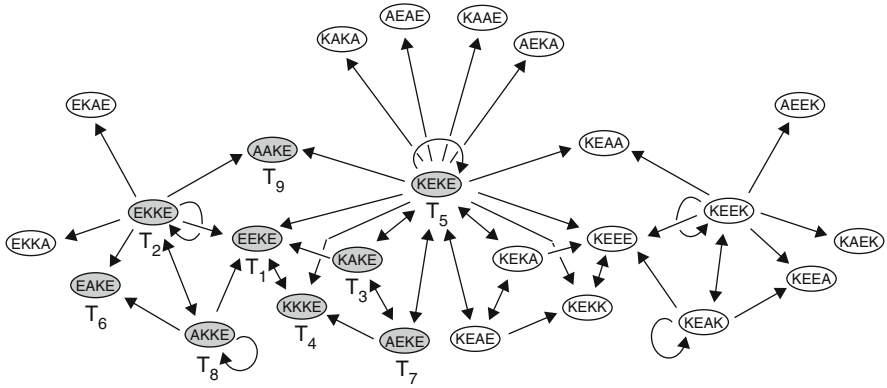 AEAE
KAAE
KAKA
AEKA
EKAE
AEEK
AAKE
T9
KEAA
KEKE
T5
EKKE
T2
KEEK
EKKA
EEKE
T1
KAKE
T3
KEKA
KEEE
KAEK
EAKE
T6
KEEA
KKKE
T4
KEKK
AKKE
T8
AEKE
T7
KEAE
KEAK